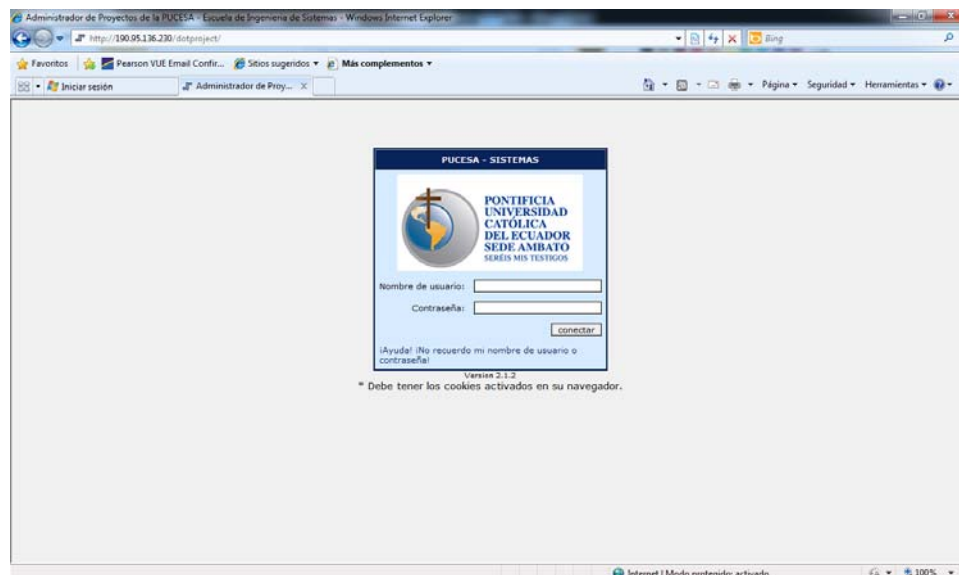 Administrador de Proyectos de la PUCESA - Escuela de Ingenieria de Sistemas - Windows Internet Explorer
http://190.95.136.230/dotproject/
Bing
Favoritos
Pearson VUE Email Confir...
Sitios sugeridos
Más complementos
Iniciar sesión
Administrador de Proy...
Página
Seguridad
Herramientas
PUCESA - SISTEMAS
PONTIFICIA
UNIVERSIDAD
CATÓLICA
DEL ECUADOR
SEDE AMBATO
SERÉIS MIS TESTIGOS
Nombre de usuario:
Contraseña:
conectar
¡Ayuda! ¡No recuerdo mi nombre de usuario o
contraseña!
Version 2.1.2
* Debe tener los cookies activados en su navegador.
Internet | Modo protegido: activado
100%